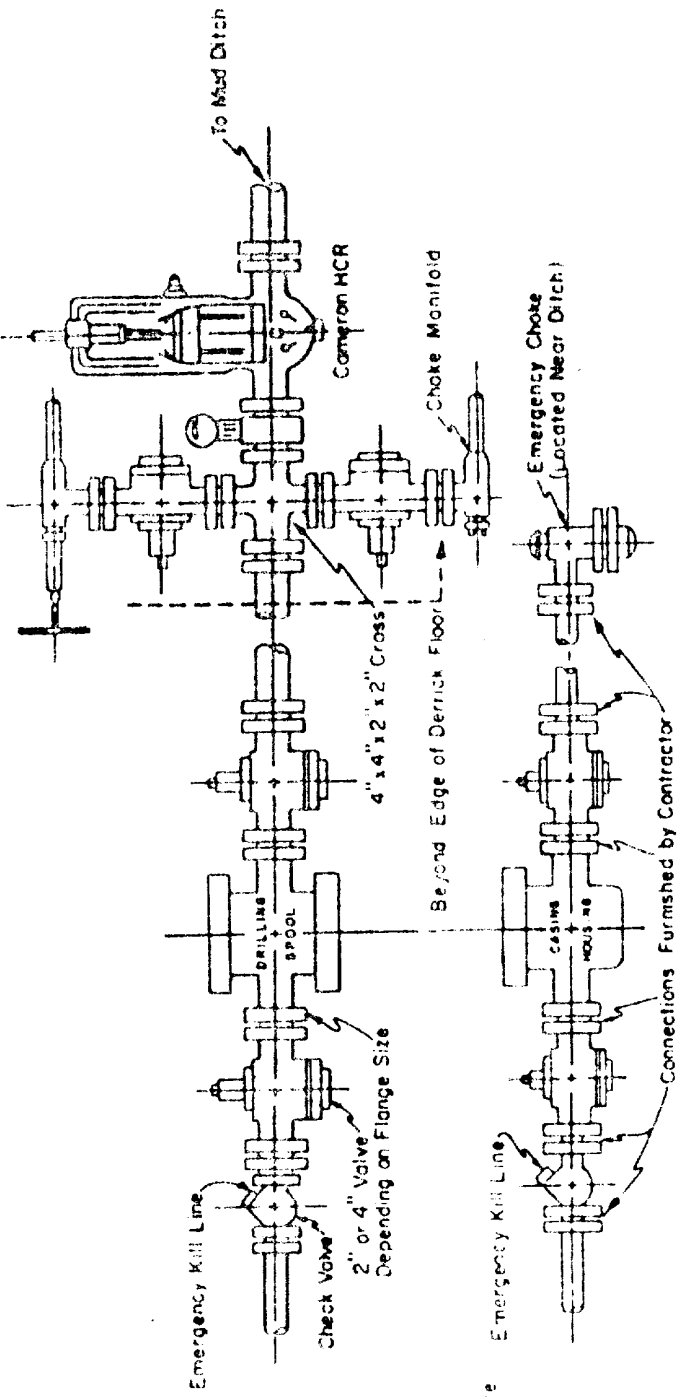 To Mud Ditch
Cameron HCR
Choke Manifold
4" x 4" x 2" x 2" Cross
Beyond Edge of Derrick Floor
DRILLING
SPOOL
2" or 4" Valve
Depending on Flange Size
Check Valve
Emergency Kill Line
Emergency Choke
(Located Near Ditch)
CASING
HOUSING
Connections Furnished by Contractor
Emergency Kill Line
e